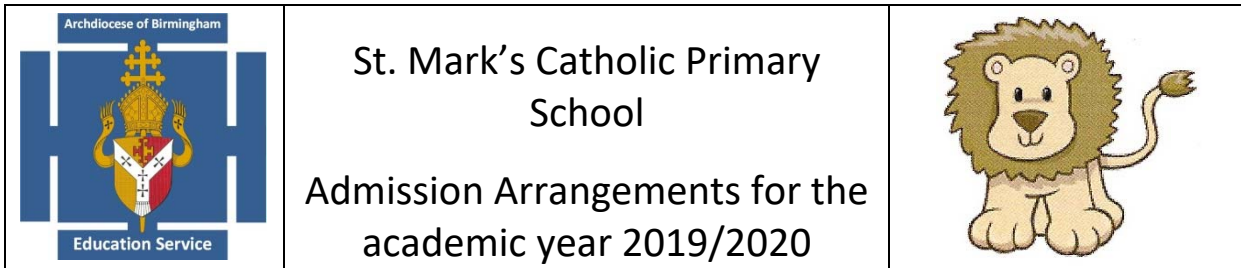 Archdiocese of Birmingham
Education Service
St. Mark’s Catholic Primary
School
Admission Arrangements for the
academic year 2019/2020